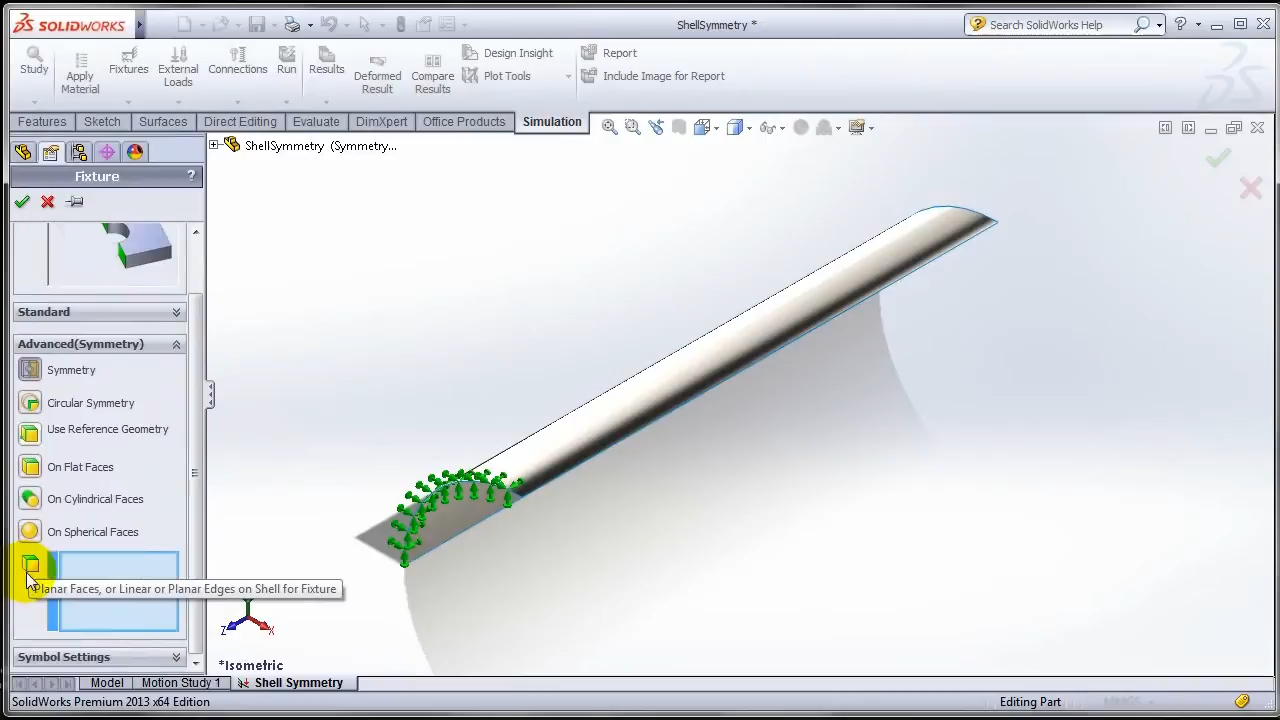 SOLIDWORKS
ShellSymmetry *
Search SolidWorks Help
Study
Apply Material
Fixtures
External Loads
Connections
Run
Results
Deformed Result
Compare Results
Design Insight
Plot Tools
Report
Include Image for Report
Features
Sketch
Surfaces
Direct Editing
Evaluate
DimXpert
Office Products
Simulation
ShellSymmetry (Symmetry...
Fixture
?
Standard
Advanced(Symmetry)
Symmetry
Circular Symmetry
Use Reference Geometry
On Flat Faces
On Cylindrical Faces
On Spherical Faces
Planar Faces, or Linear or Planar Edges on Shell for Fixture
Symbol Settings
Z
X
*Isometric
Model
Motion Study 1
Shell Symmetry
SolidWorks Premium 2013 x64 Edition
Editing Part